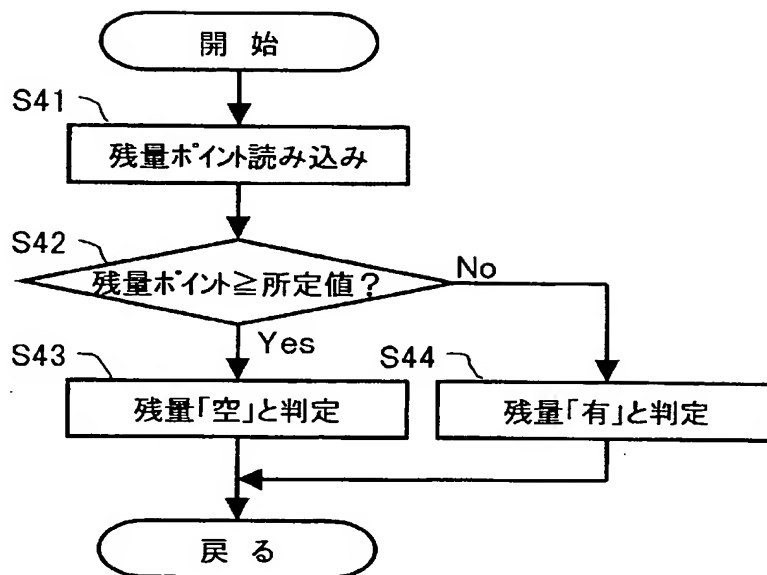 開 始
S41
残量ポイント読み込み
S42
残量ポイント≧所定値?
No
Yes
S43
残量「空」と判定
S44
残量「有」と判定
戻 る